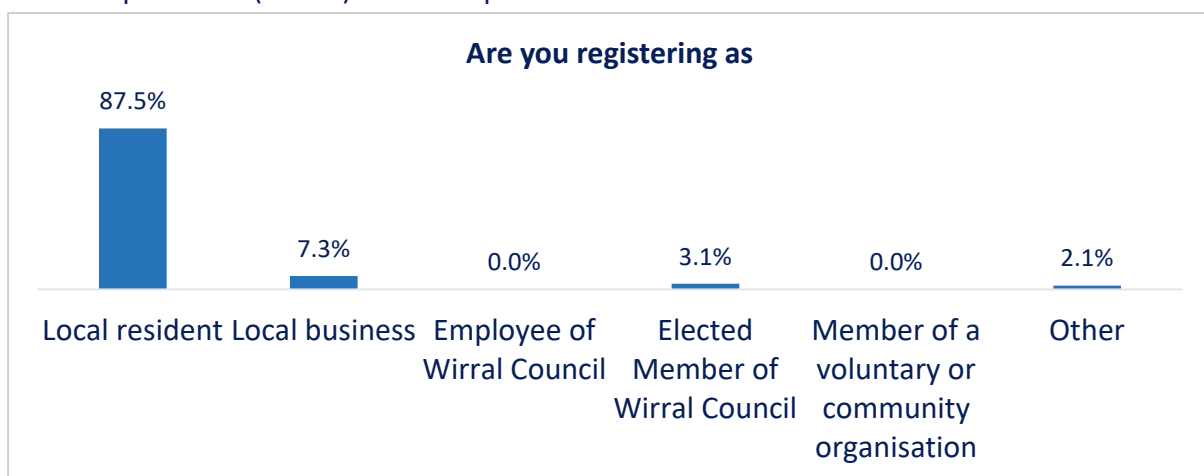 Are you registering as
87.5%
7.3%
0.0%
3.1%
0.0%
2.1%
Local resident
Local business
Employee of
Wirral Council
Elected
Member of
Wirral Council
Member of a
voluntary or
community
organisation
Other